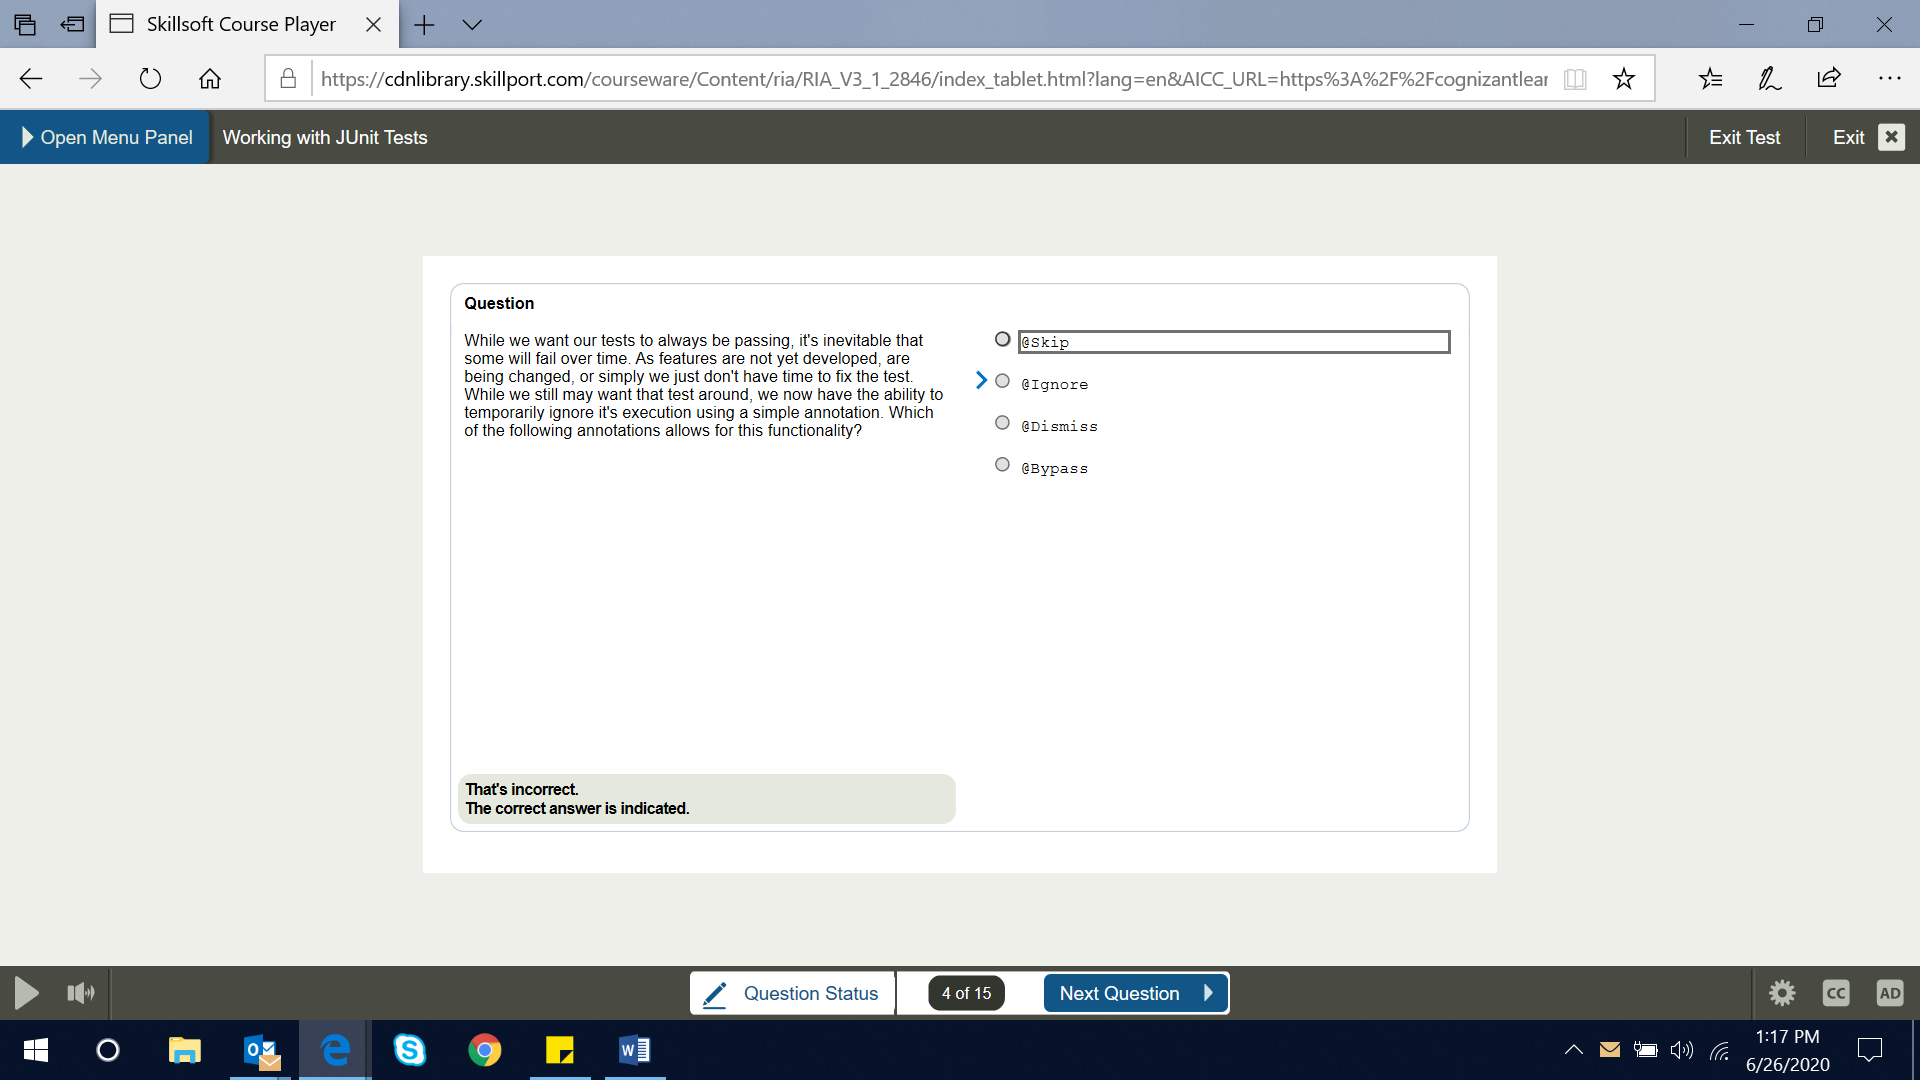 Skillsoft Course Player
https://cdnlibrary.skillport.com/courseware/Content/ria/RIA_V3_1_2846/index_tablet.html?lang=en&AICC_URL=https%3A%2F%2Fcognizantlear
Open Menu Panel
Working with JUnit Tests
Exit Test
Exit
Question
While we want our tests to always be passing, it's inevitable that
some will fail over time. As features are not yet developed, are
being changed, or simply we just don't have time to fix the test.
While we still may want that test around, we now have the ability to
temporarily ignore it's execution using a simple annotation. Which
of the following annotations allows for this functionality?
@Skip
@Ignore
@Dismiss
@Bypass
That's incorrect.
The correct answer is indicated.
Question Status
4 of 15
Next Question
CC
AD
1:17 PM
6/26/2020